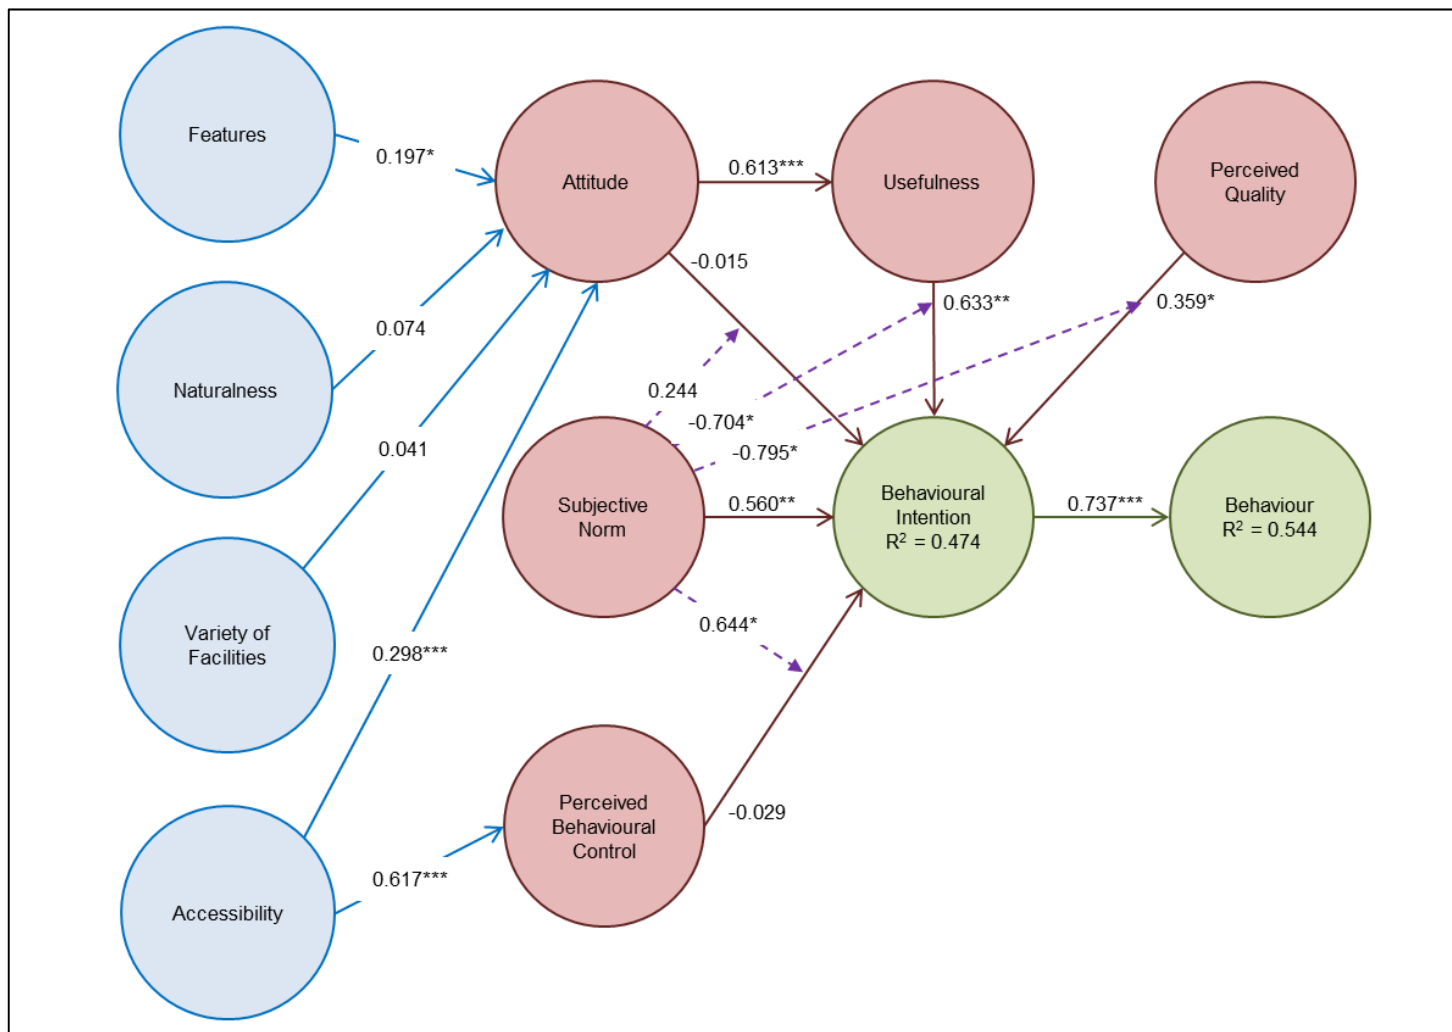 Features
0.197*
Attitude
0.613***
Usefulness
Perceived
Quality
-0.015
0.633**
0.359*
0.074
Naturalness
0.244
-0.704*
-0.795*
0.041
Subjective
Norm
0.560**
Behavioural
Intention
R² = 0.474
0.737***
Behaviour
R² = 0.544
Variety of
Facilities
0.298***
0.644*
Perceived
Behavioural
Control
-0.029
0.617***
Accessibility